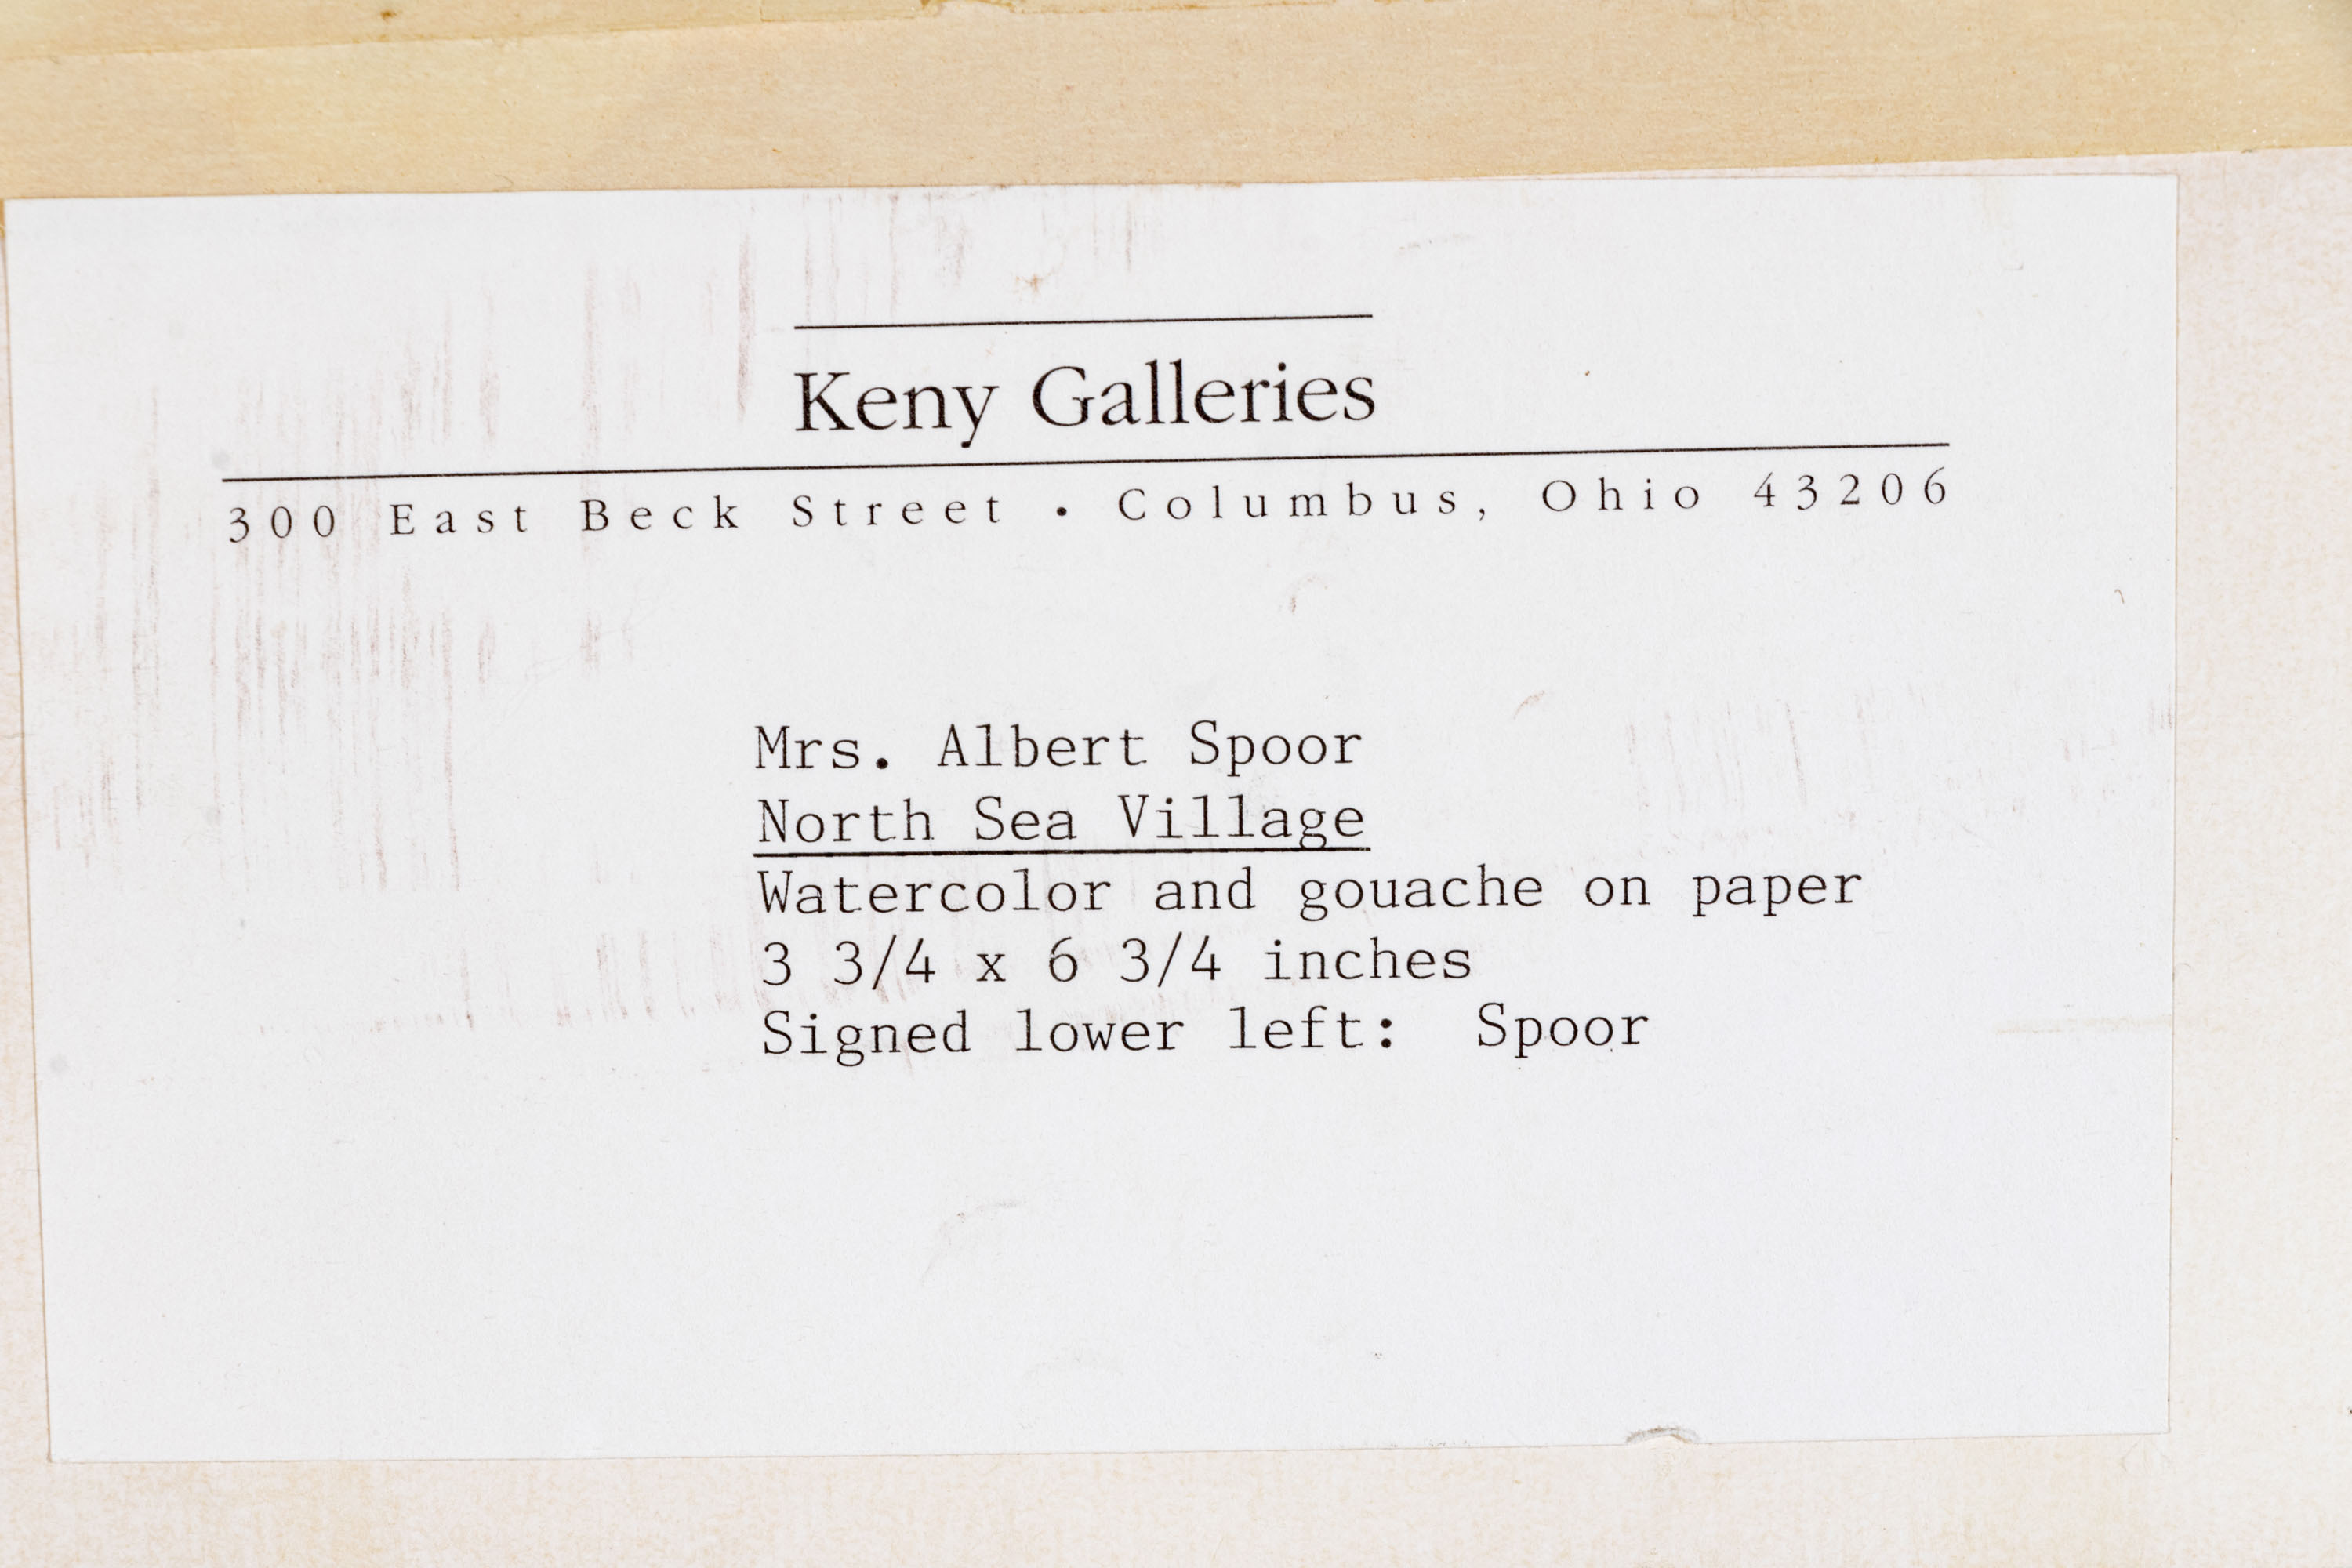 Keny Galleries
300 East Beck Street • Columbus, Ohio 43206
Mrs. Albert Spoor
North Sea Village
Watercolor and gouache on paper
3 3/4 x 6 3/4 inches
Signed lower left:  Spoor